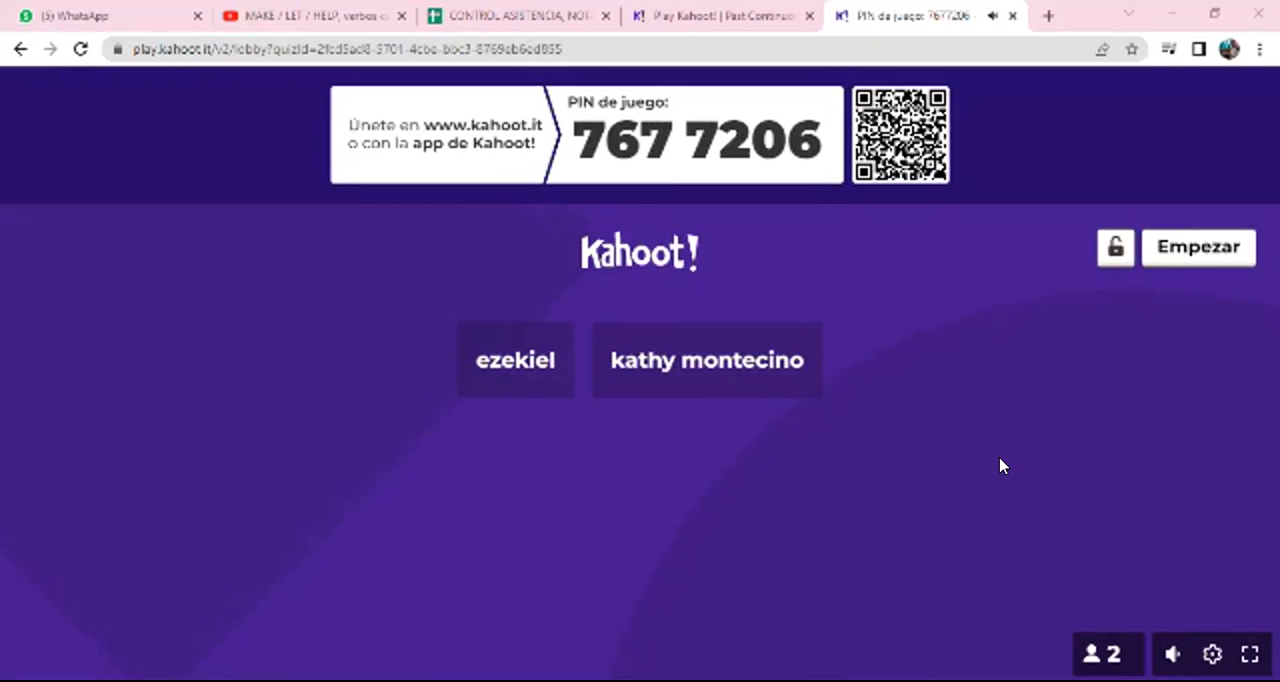 (5) WhatsApp
MAKE / LET / HELP, verbos c
CONTROL ASISTENCIA, NOT
Play Kahoot! | Past Continuo
PIN de juego: 7677206
play.kahoot.it/v2/lobby?quizId=2fcd5ad8-5701-4cbe-bbc3-8769eb6ed955
Únete en www.kahoot.it
o con la app de Kahoot!
PIN de juego:
767 7206
Kahoot!
Empezar
ezekiel
kathy montecino
2